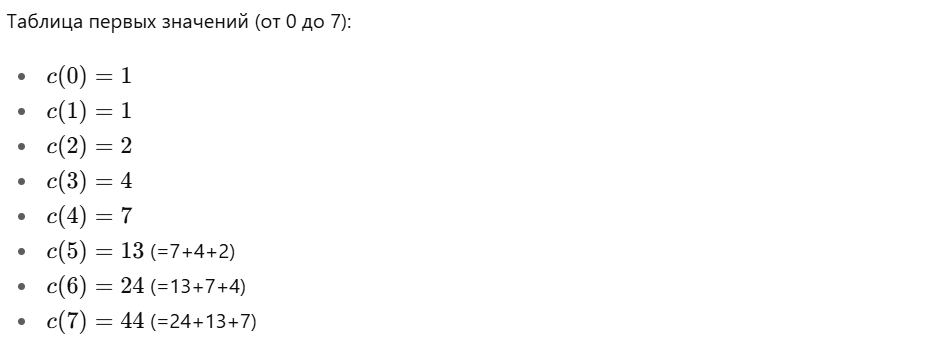 Таблица первых значений (от 0 до 7):
• c(0) = 1
• c(1) = 1
• c(2) = 2
• c(3) = 4
• c(4) = 7
• c(5) = 13 (=7+4+2)
• c(6) = 24 (=13+7+4)
• c(7) = 44 (=24+13+7)